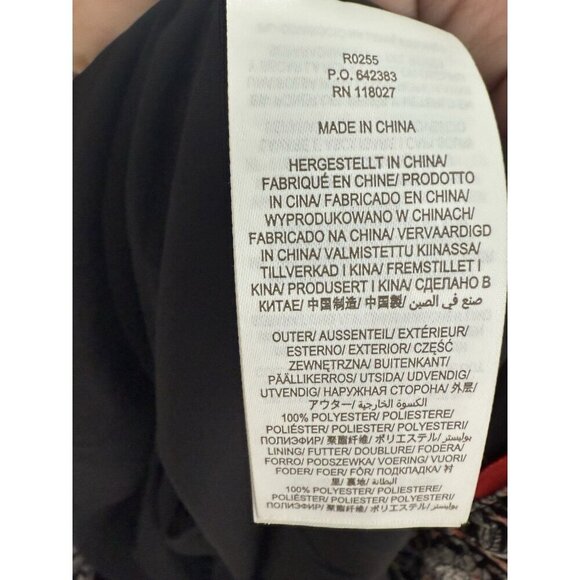 R0255
P.O. 642383
RN 118027
MADE IN CHINA
HERGESTELLT IN CHINA/
FABRIQUÉ EN CHINE/ PRODOTTO
IN CINA/ FABRICADO EN CHINA/
WYPRODUKOWANO W CHINACH/
FABRICADO NA CHINA/ VERVAARDIGD
IN CHINA/ VALMISTETTU KIINASSA/
TILLVERKAD I KINA/ FREMSTILLET I
KINA/ PRODUSERT I KINA/ СДЕЛАНО В
КИТАЕ/ 中国制造/ 中国製/ صنع في الصين
OUTER/ AUSSENTEIL/ EXTÉRIEUR/
ESTERNO/ EXTERIOR/ CZĘŚĆ
ZEWNĘTRZNA/ BUITENKANT/
PÄÄLLIKERROS/ UTSIDA/ UDVENDIG/
UTVENDIG/ НАРУЖНАЯ СТОРОНА/ 外层/
アウター/ الكسوة الخارجية
100% POLYESTER/ POLIESTERE/
POLIÉSTER/ POLIESTER/ POLYESTERI/
ПОЛИЭФИР/ 聚酯纤维/ ポリエステル/ بوليستر
LINING/ FUTTER/ DOUBLURE/ FODERA/
FORRO/ PODSZEWKA/ VOERING/ VUORI/
FODER/ FOER/ FÔR/ ПОДКЛАДКА/ 衬
里/ 裏地/ البطانة
100% POLYESTER/ POLIESTERE/
POLIÉSTER/ POLIESTER/ POLYESTERI/
ПОЛИЭФИР/ 聚酯纤维/ ポリエステル/ بوليستر